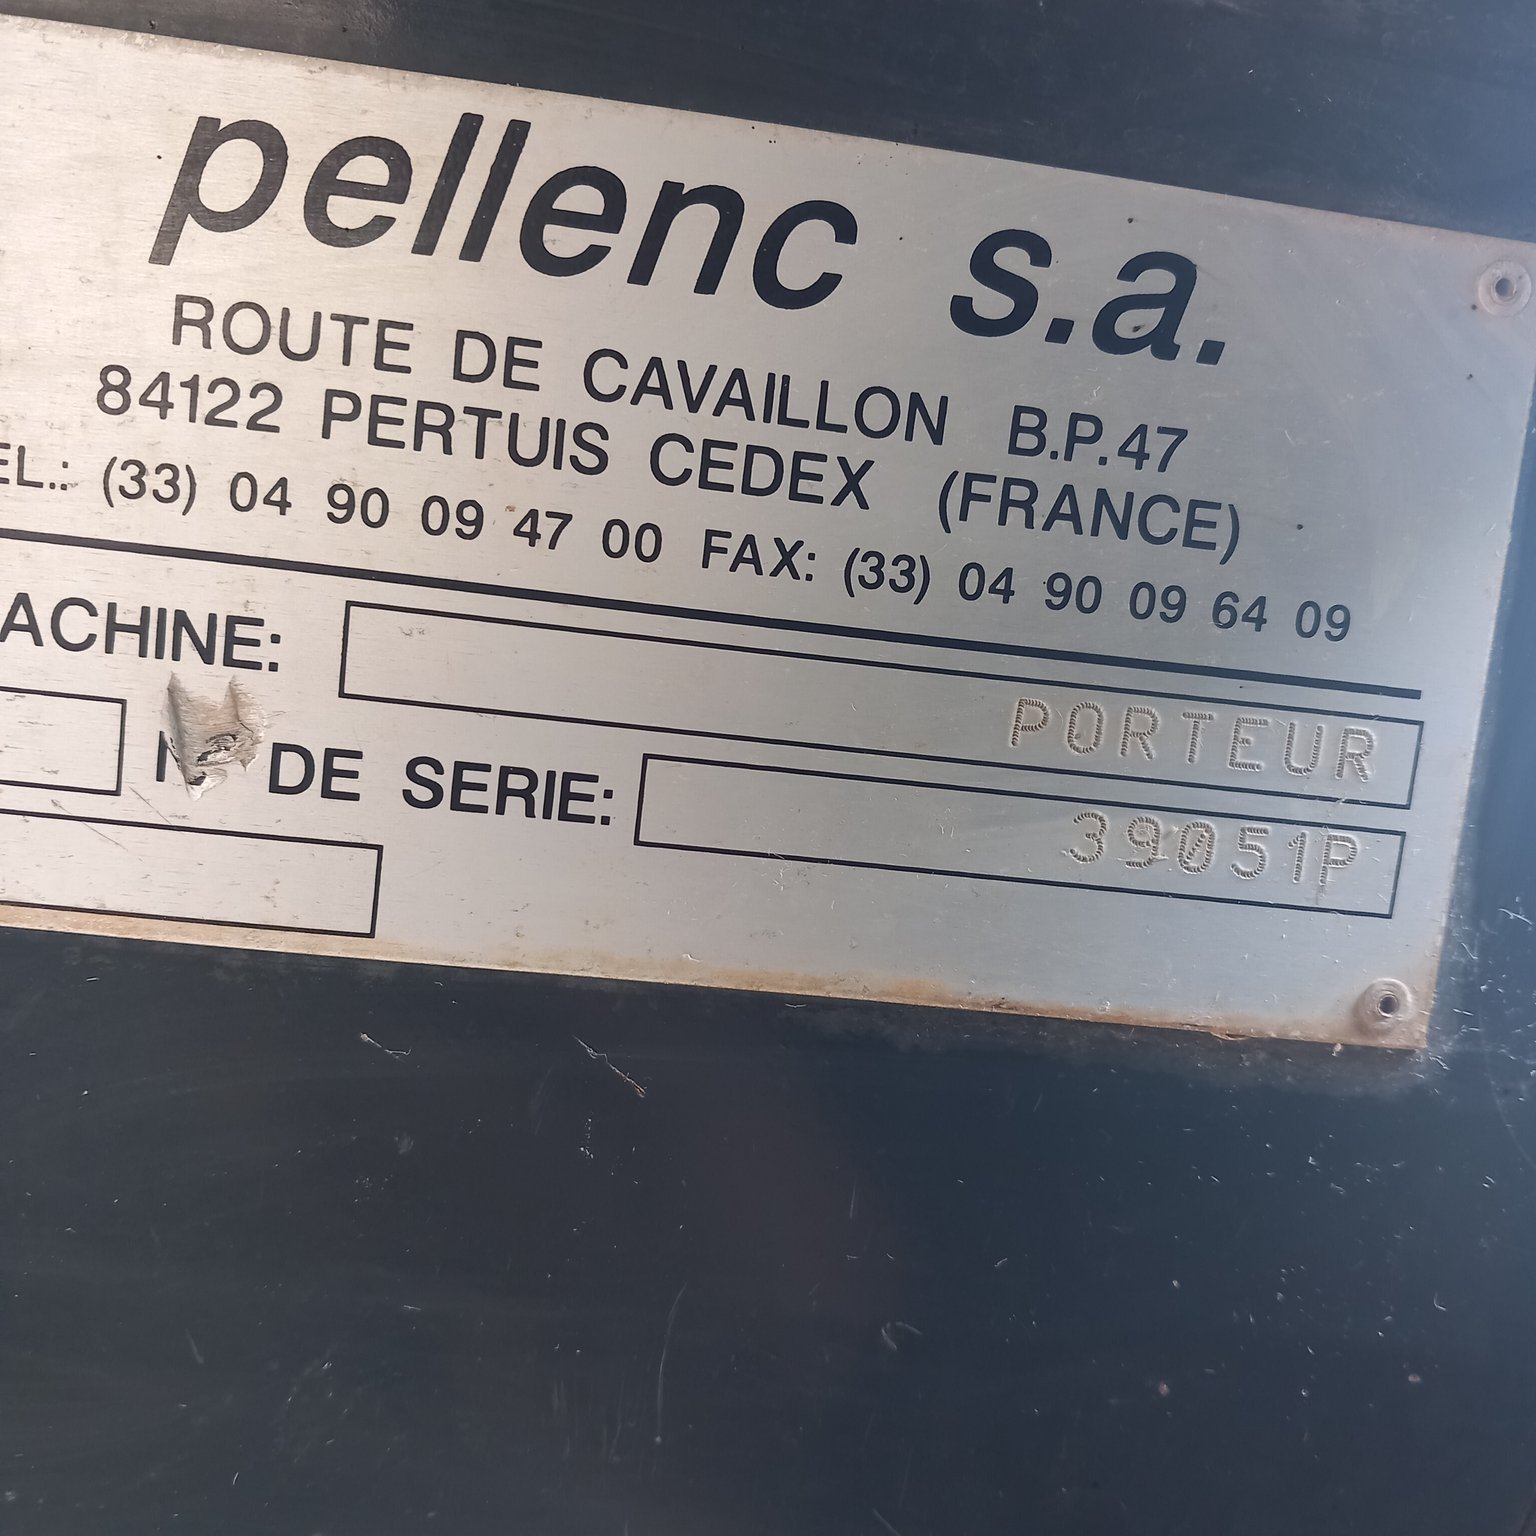 pellenc s.a.
ROUTE DE CAVAILLON B.P.47
84122 PERTUIS CEDEX (FRANCE)
EL.: (33) 04 90 09 47 00 FAX: (33) 04 90 09 64 09
ACHINE: PORTEUR
DE SERIE: 39051P